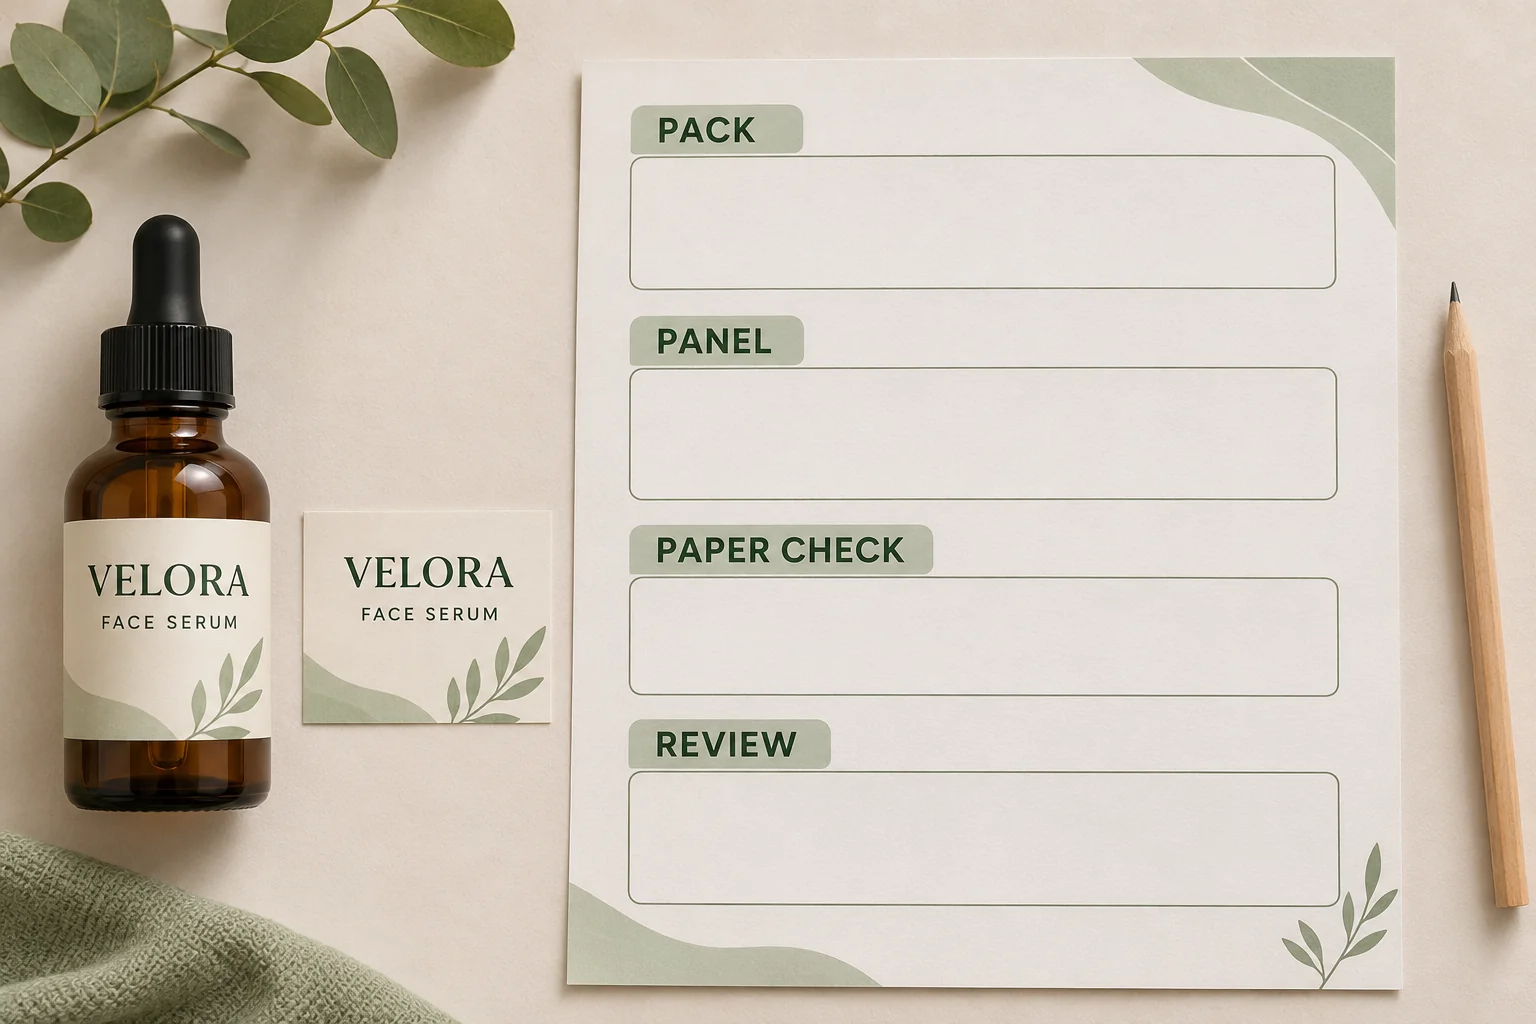 VELORA
FACE SERUM
VELORA
FACE SERUM
PACK
PANEL
PAPER CHECK
REVIEW